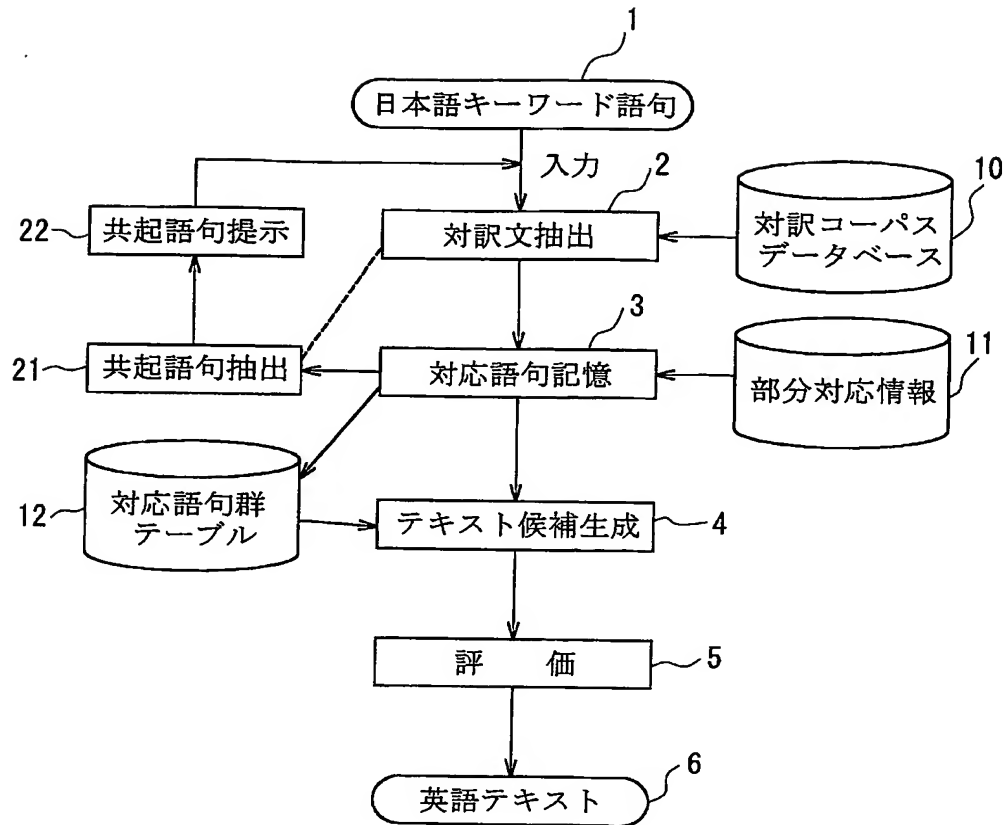 1
日本語キーワード語句
入力
2
10
22
共起語句提示
対訳文抽出
対訳コーパス
データベース
3
11
21
共起語句抽出
対応語句記憶
部分対応情報
12
対応語句群
テーブル
テキスト候補生成
4
評 価
5
6
英語テキスト